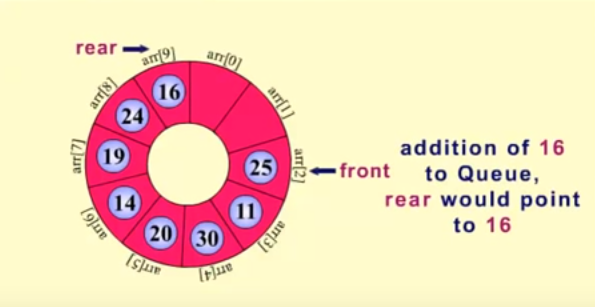 rear
arr[9]
arr[0]
arr[8]
16
arr[1]
24
arr[7]
19
25
arr[2]
front
14
11
arr[6]
20
30
arr[3]
arr[5]
arr[4]
addition of 16
to Queue,
rear would point
to 16